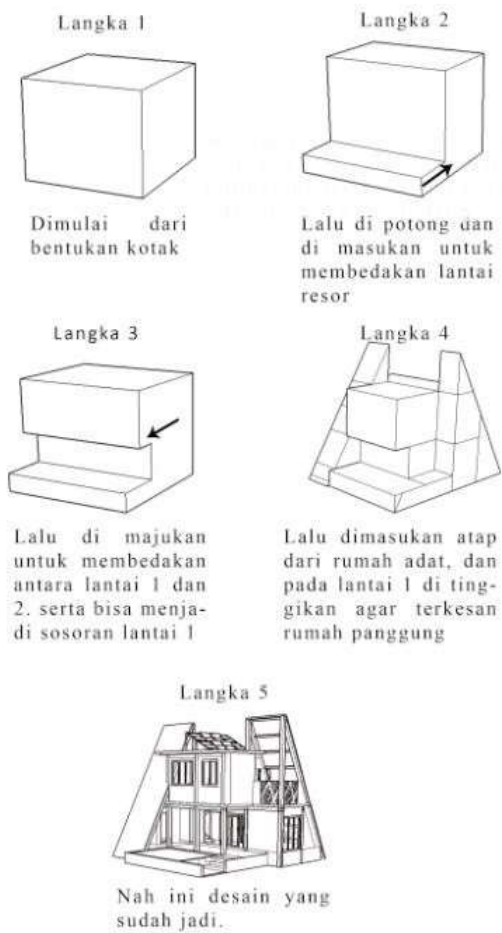 Langka 1
Dimulai dari
bentukan kotak
Langka 2
Lalu di potong dan
di masukan untuk
membedakan lantai
resor
Langka 3
Lalu di majukan
untuk membedakan
antara lantai 1 dan
2. serta bisa menja-
di sosoran lantai 1
Langka 4
Lalu dimasukan atap
dari rumah adat, dan
pada lantai 1 di ting-
gikan agar terkesan
rumah panggung
Langka 5
Nah ini desain yang
sudah jadi.